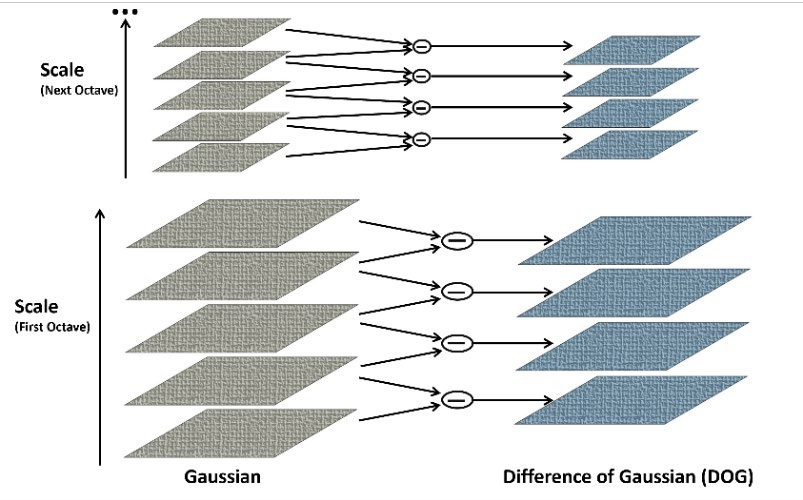 ...
Scale
(Next Octave)
Scale
(First Octave)
Gaussian
Difference of Gaussian (DOG)